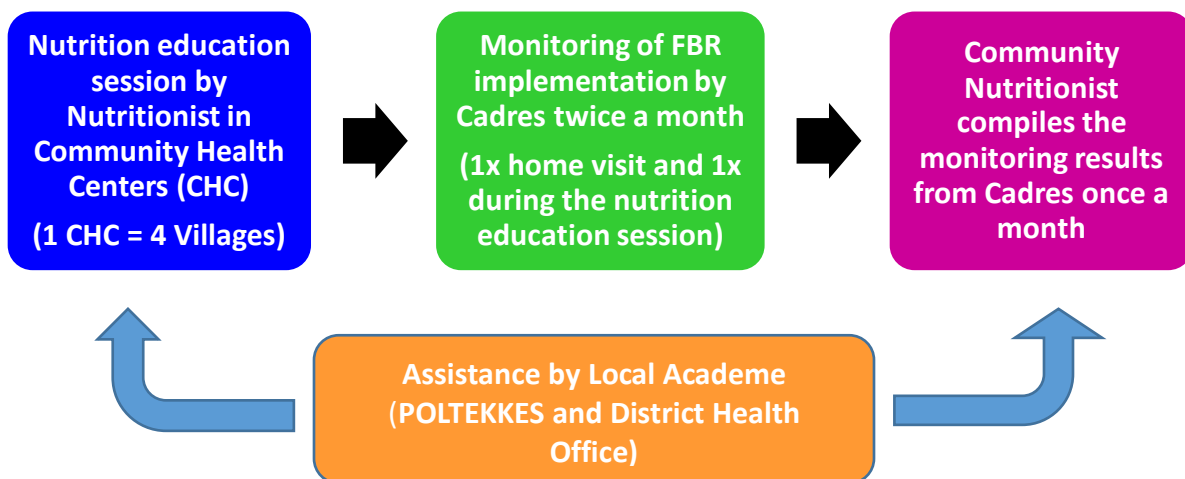 Nutrition education
session by
Nutritionist in
Community Health
Centers (CHC)
(1 CHC = 4 Villages)
Monitoring of FBR
implementation by
Cadres twice a month
(1x home visit and 1x
during the nutrition
education session)
Community
Nutritionist
compiles the
monitoring results
from Cadres once a
month
Assistance by Local Academe
(POLTEKKES and District Health
Office)